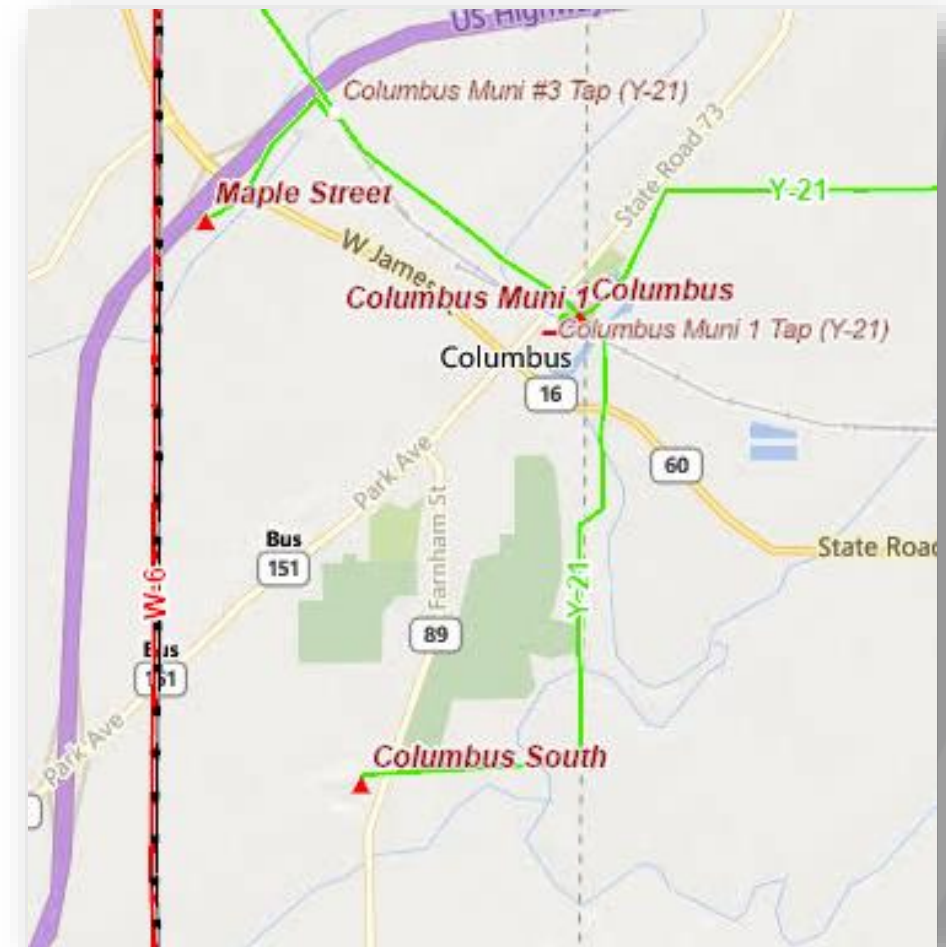 US Highway
Columbus Muni #3 Tap (Y-21)
State Road 73
Maple Street
Y-21
W James
Columbus Muni 1
Columbus
Columbus Muni 1 Tap (Y-21)
Columbus
16
60
Park Ave
State Road
Bus
151
Farnham St
W-6
Y-21
89
Bus
151
Park Ave
Columbus South